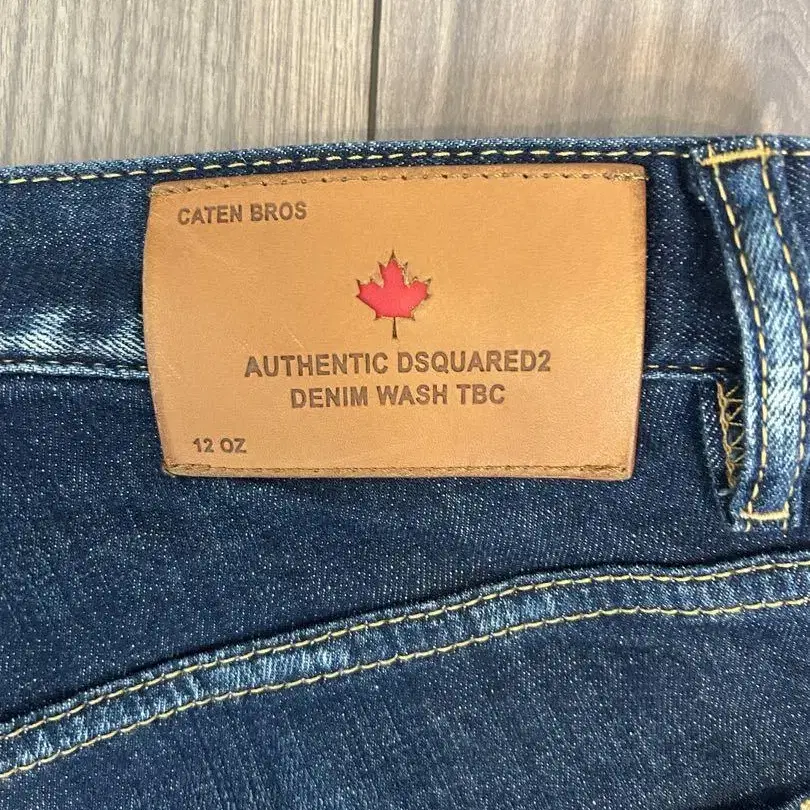 CATEN BROS
AUTHENTIC DSQUARED2
DENIM WASH TBC
12 OZ